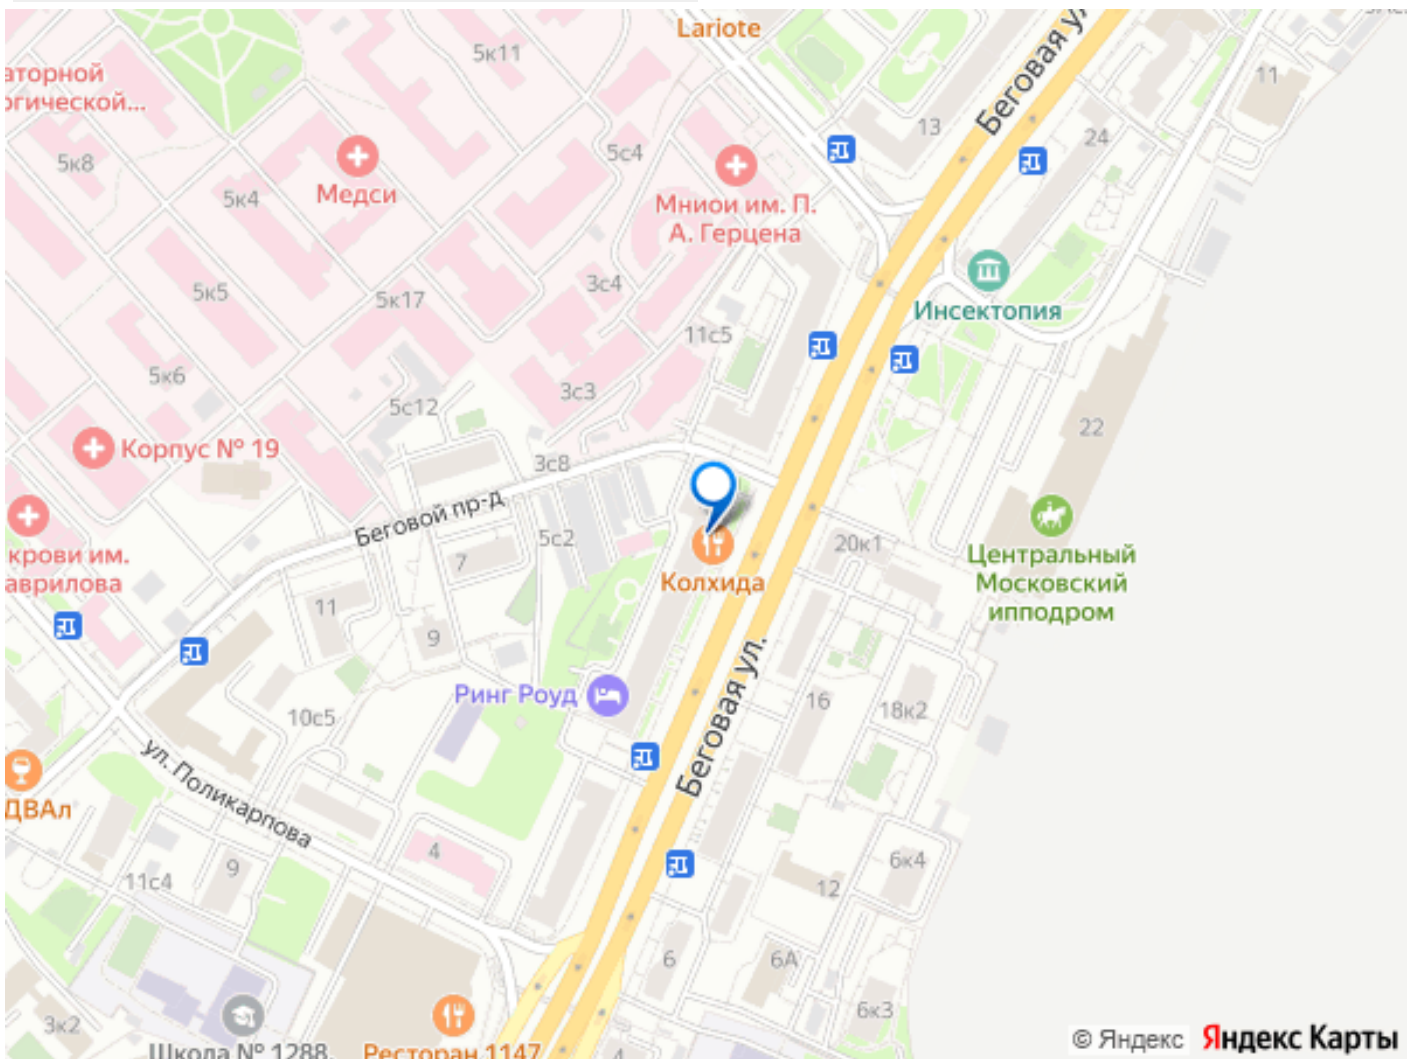 Lariote
5к11
аторной
огической...
Беговая ул
11
13
24
5к8
5с4
Медси
5к4
Мниои им. П.
А. Герцена
Инсектопия
3с4
5к5
5к17
11с5
5к6
3с3
5с12
22
Корпус № 19
3с8
Беговой пр-д
крови им.
аврилова
5с2
7
20к1
Колхида
Центральный
Московский
ипподром
11
9
Ринг Роуд
Беговая ул.
10с5
16
18к2
ул. Поликарпова
ДВАл
4
9
11с4
12
6к4
6
6А
3к2
6к3
Школа № 1288,
Ресторан 1147
4
© Яндекс Яндекс Карты